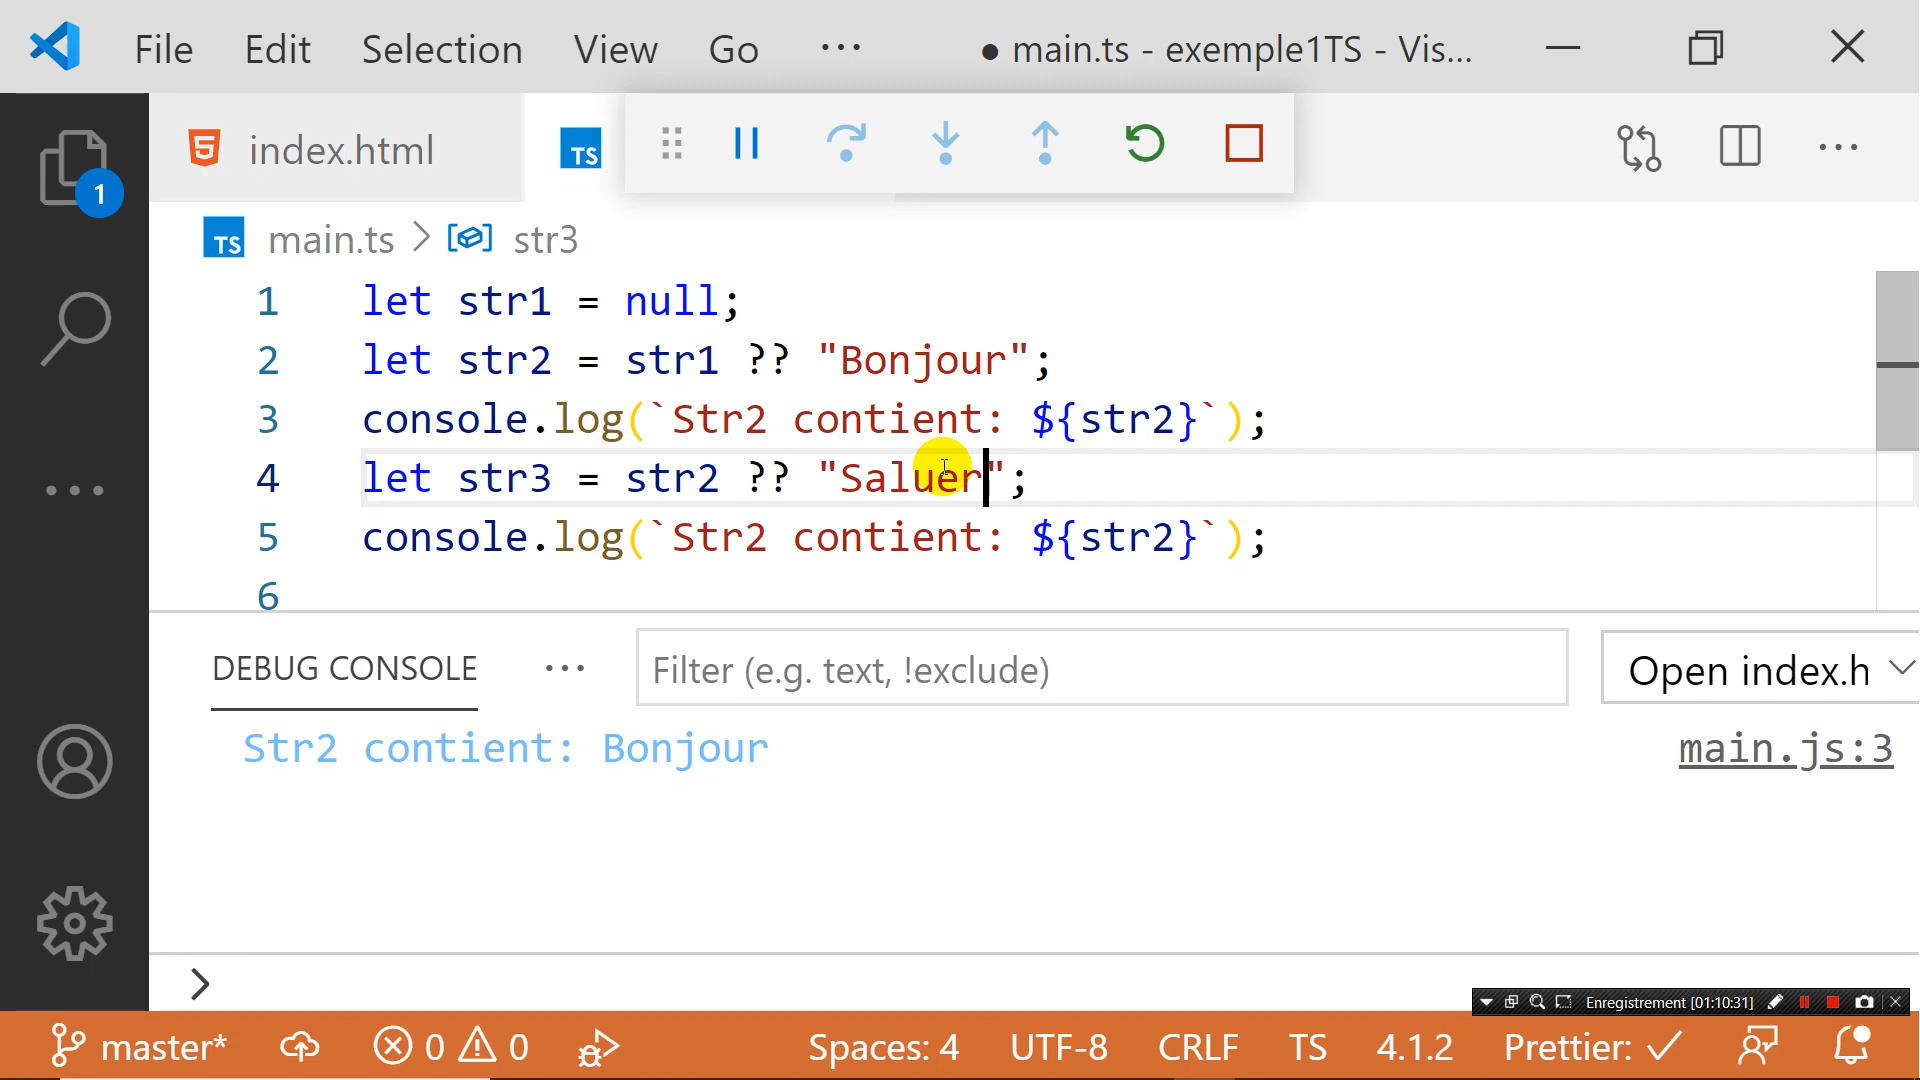 File Edit Selection View Go ··· ● main.ts - exemple1TS - Vis...
1
index.html
TS
TS main.ts > str3
1 let str1 = null;
2 let str2 = str1 ?? "Bonjour";
3 console.log(`Str2 contient: ${str2}`);
4 let str3 = str2 ?? "Saluer";
5 console.log(`Str2 contient: ${str2}`);
6
DEBUG CONSOLE ··· Filter (e.g. text, !exclude) Open index.h
Str2 contient: Bonjour main.js:3
>
Enregistrement [01:10:31]
master* 0 0 Spaces: 4 UTF-8 CRLF TS 4.1.2 Prettier: ✓